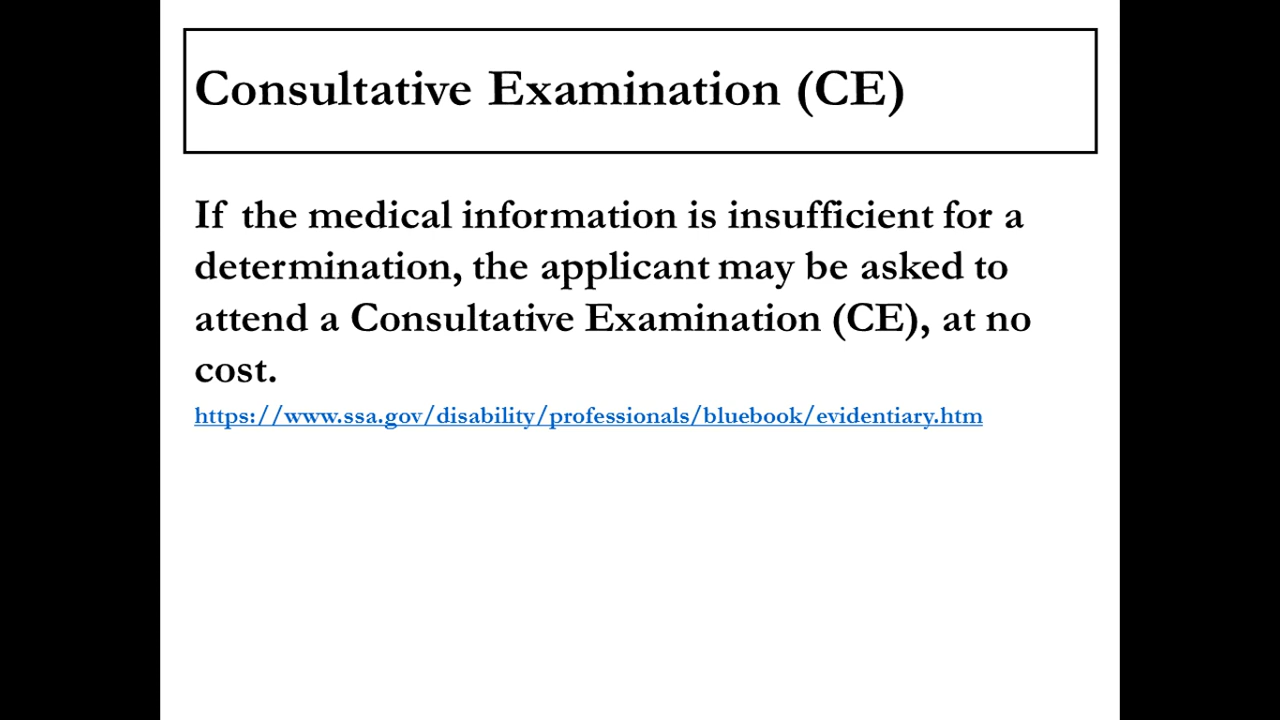 Consultative Examination (CE)
If the medical information is insufficient for a
determination, the applicant may be asked to
attend a Consultative Examination (CE), at no
cost.
https://www.ssa.gov/disability/professionals/bluebook/evidentiary.htm